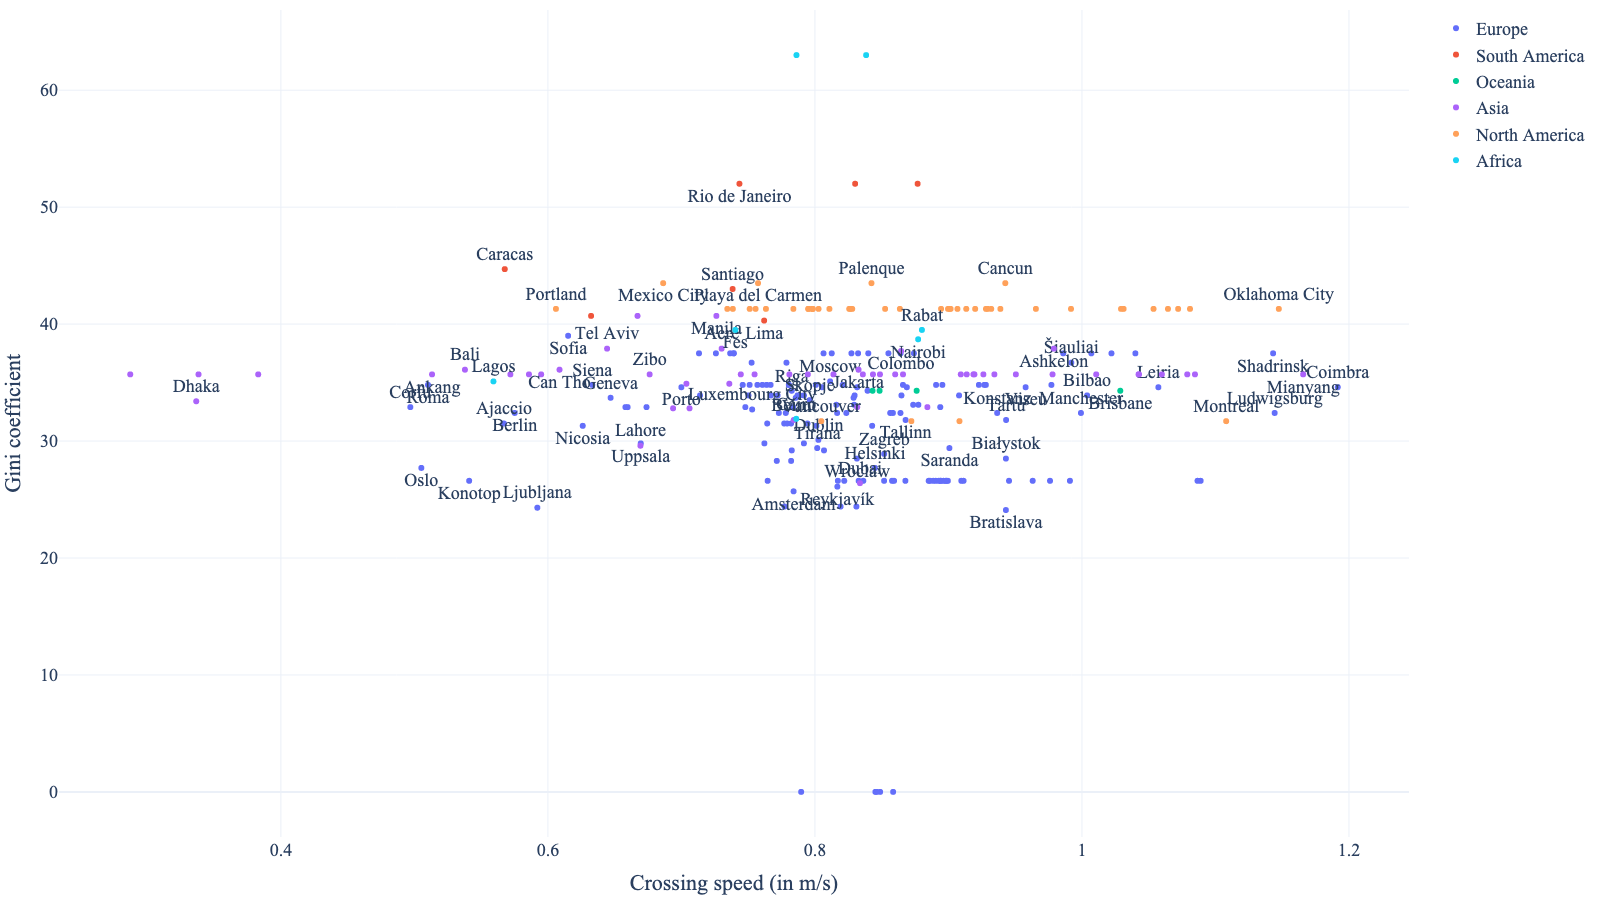 Europe
South America
Oceania
Asia
North America
Africa
Gini coefficient
60
50
40
30
20
10
0
Rio de Janeiro
Caracas
Palenque
Cancun
Santiago
Portland
Mexico City
Playa del Carmen
Oklahoma City
Rabat
Manila
Tel Aviv
Acre
Lima
Fes
Sofia
Šiauliai
Bali
Zibo
Nairobi
Lagos
Siena
Moscow
Colombo
Ashkelon
Shadrinsk
Coimbra
Leiria
Dhaka
Ankang
Corfu
Roma
Can Tho
Geneva
Riga
Skopje
Jakarta
Bilbao
Mianyang
Luxembourg City
Porto
Konstanz
Viseu
Manchester
Brisbane
Ludwigsburg
Ajaccio
Vancouver
Tartu
Montreal
Berlin
Dublin
Nicosia
Lahore
Tirana
Tallinn
Zagreb
Białystok
Uppsala
Helsinki
Saranda
Dubai
Wrocław
Oslo
Konotop
Ljubljana
Amsterdam
Reykjavík
Bratislava
0.4
0.6
0.8
1
1.2
Crossing speed (in m/s)